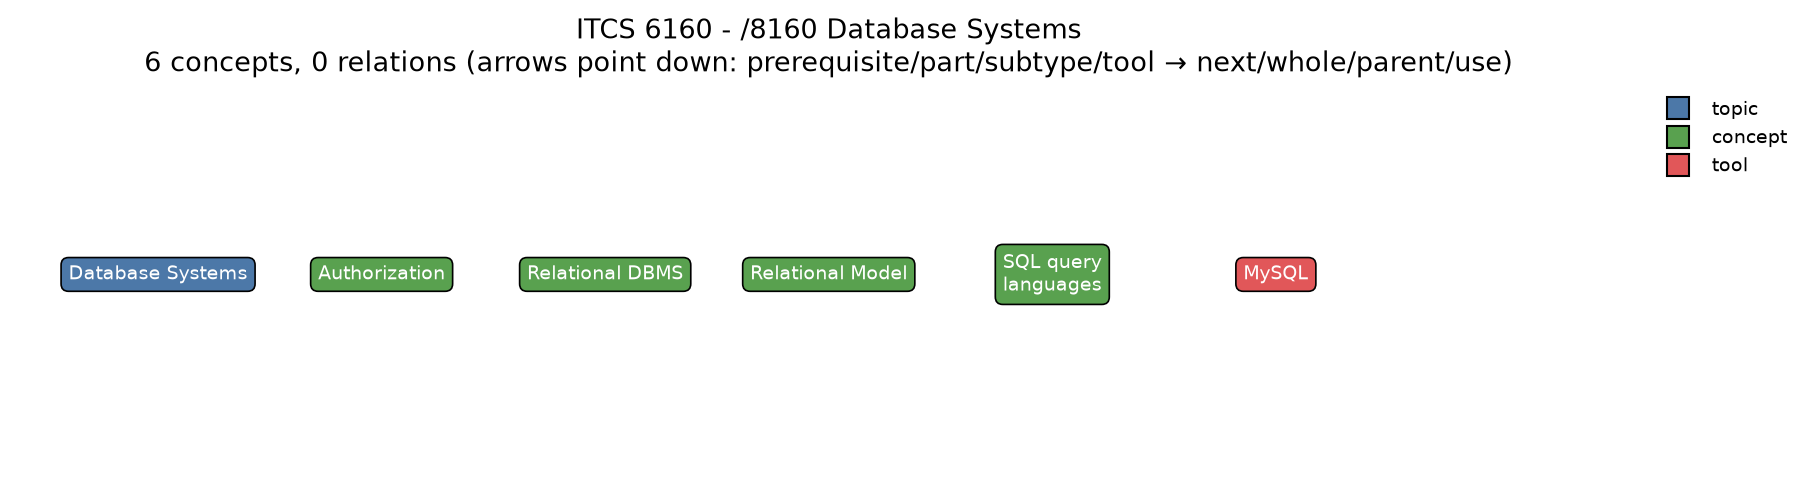 ITCS 6160 - /8160 Database Systems
6 concepts, 0 relations (arrows point down: prerequisite/part/subtype/tool → next/whole/parent/use)
topic
concept
tool
Database Systems
Authorization
Relational DBMS
Relational Model
SQL query
languages
MySQL